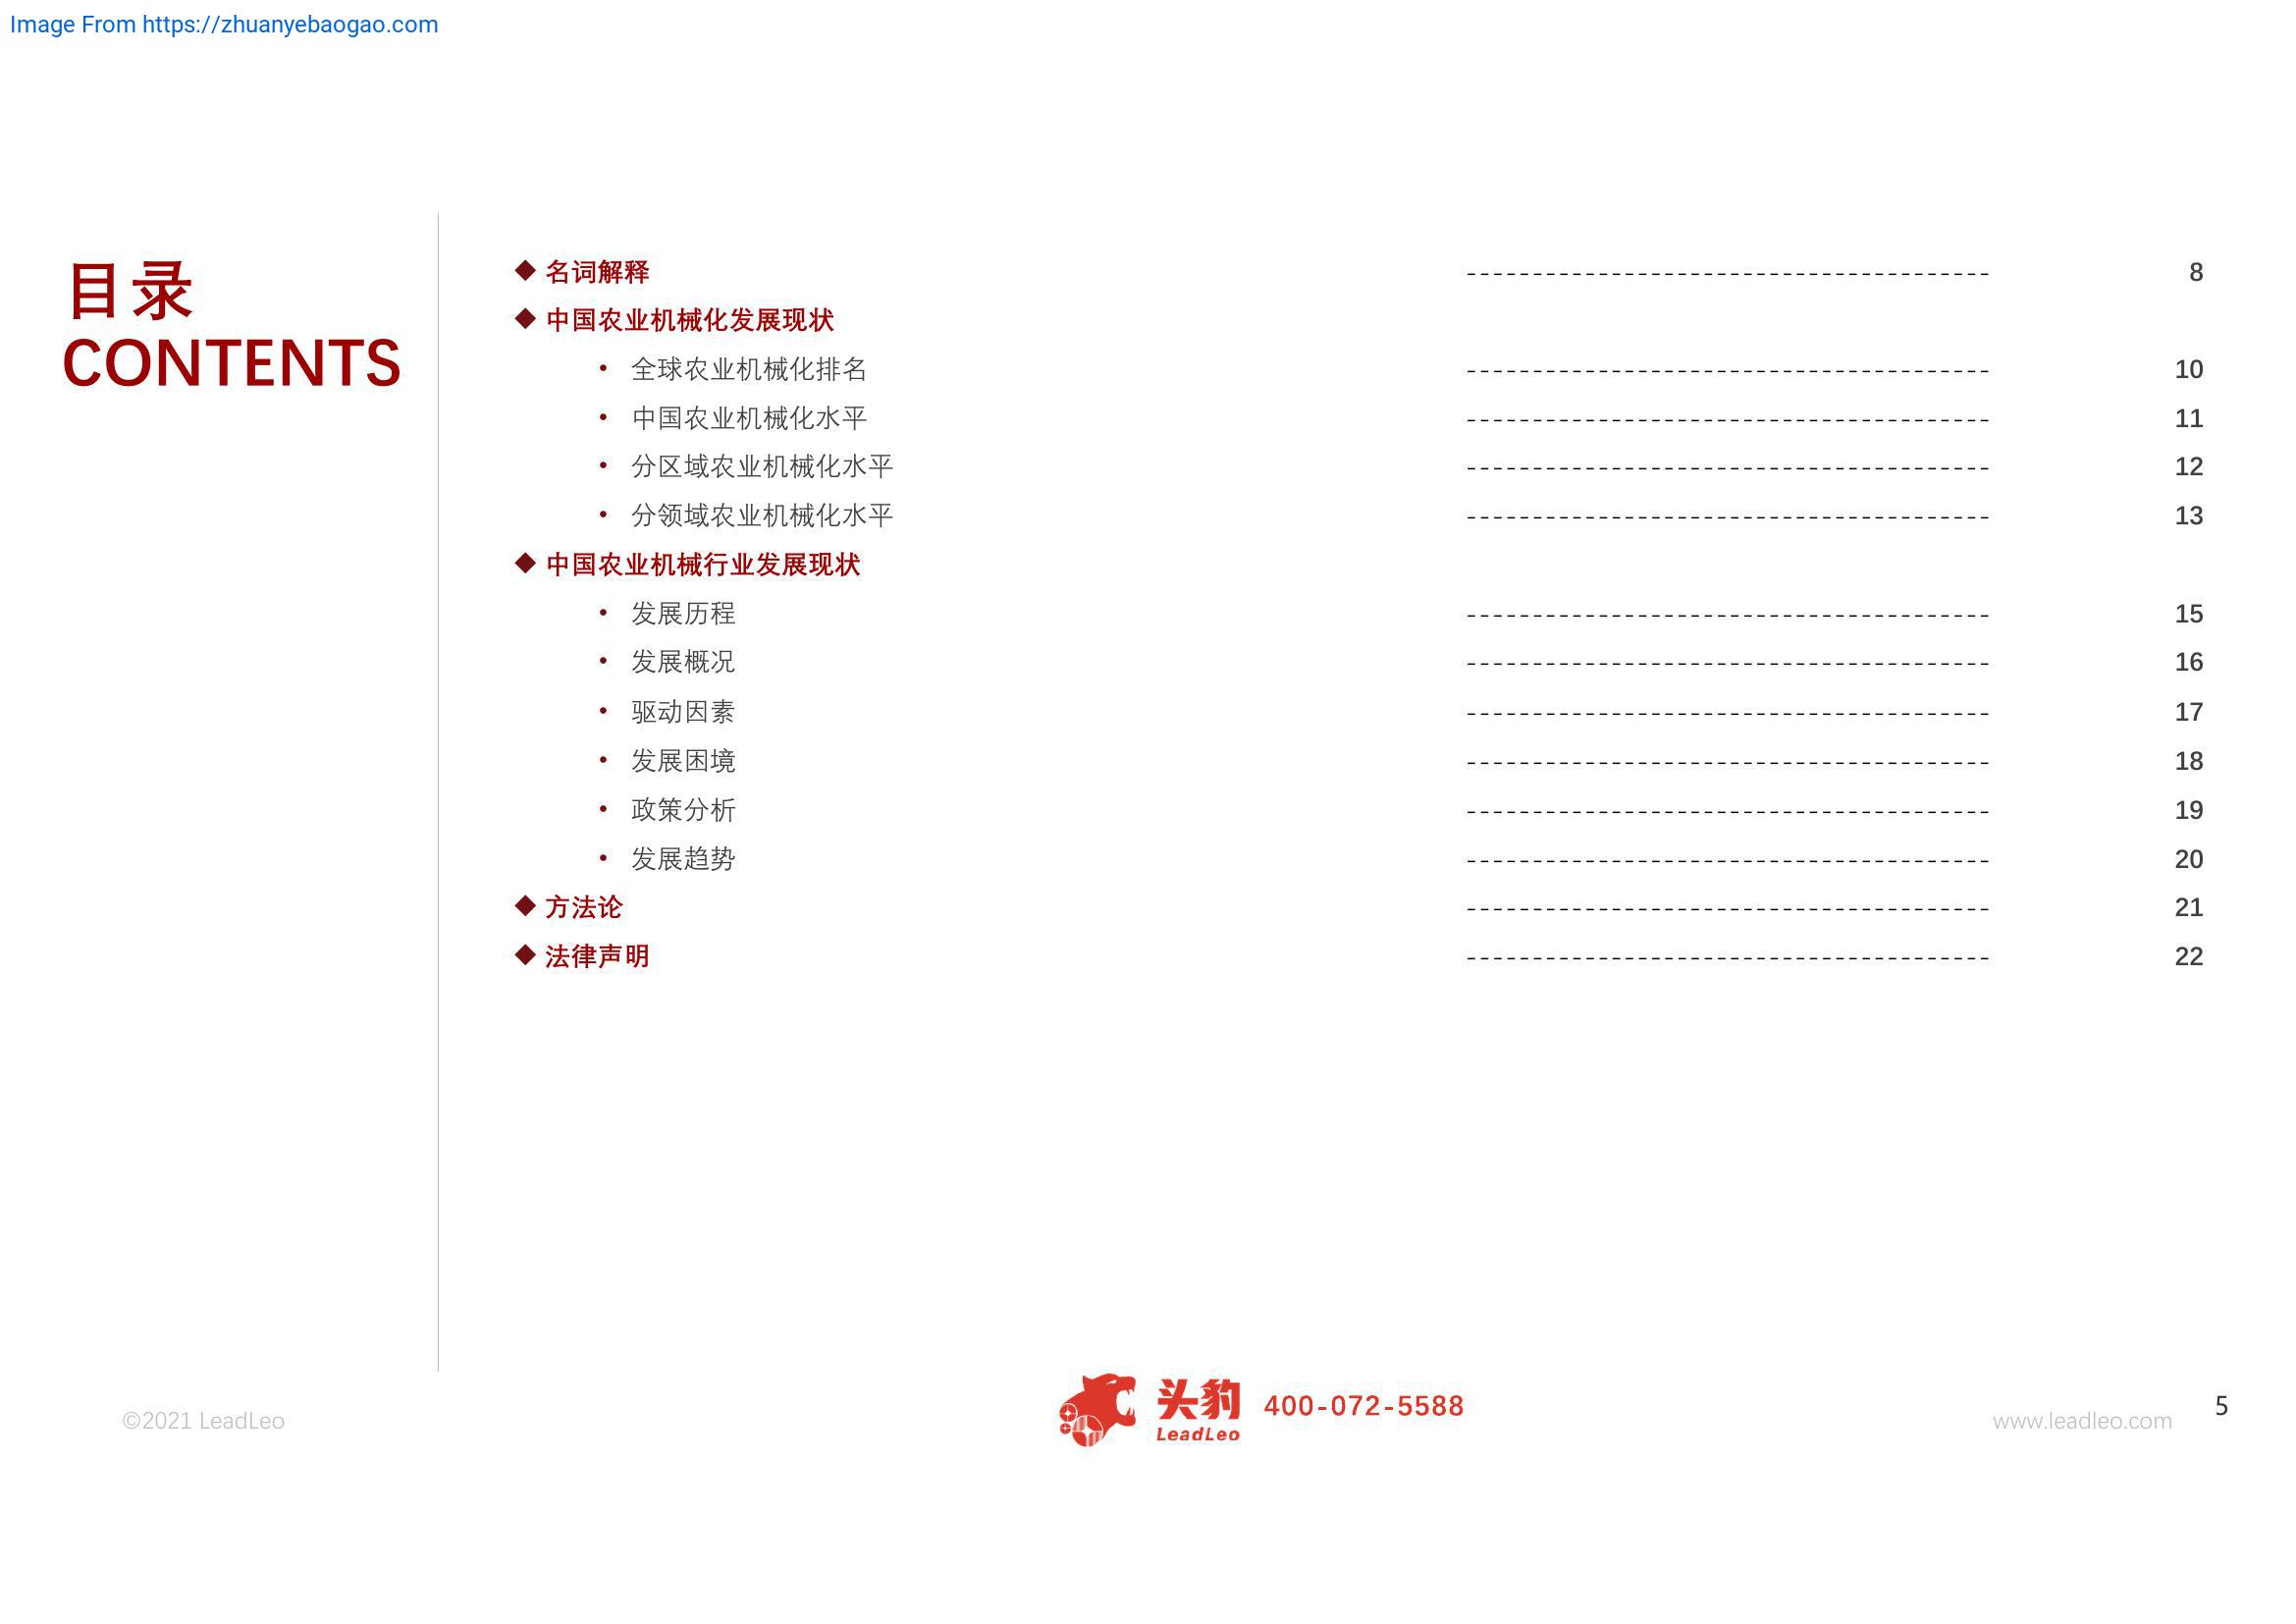 Image From https://zhuanyebaogao.com
目录
CONTENTS
◆ 名词解释 ---------------------------------------- 8
◆ 中国农业机械化发展现状
• 全球农业机械化排名 ---------------------------------------- 10
• 中国农业机械化水平 ---------------------------------------- 11
• 分区域农业机械化水平 ---------------------------------------- 12
• 分领域农业机械化水平 ---------------------------------------- 13
◆ 中国农业机械行业发展现状
• 发展历程 ---------------------------------------- 15
• 发展概况 ---------------------------------------- 16
• 驱动因素 ---------------------------------------- 17
• 发展困境 ---------------------------------------- 18
• 政策分析 ---------------------------------------- 19
• 发展趋势 ---------------------------------------- 20
◆ 方法论 ---------------------------------------- 21
◆ 法律声明 ---------------------------------------- 22
©2021 LeadLeo
头豹
LeadLeo
400-072-5588
www.leadleo.com
5